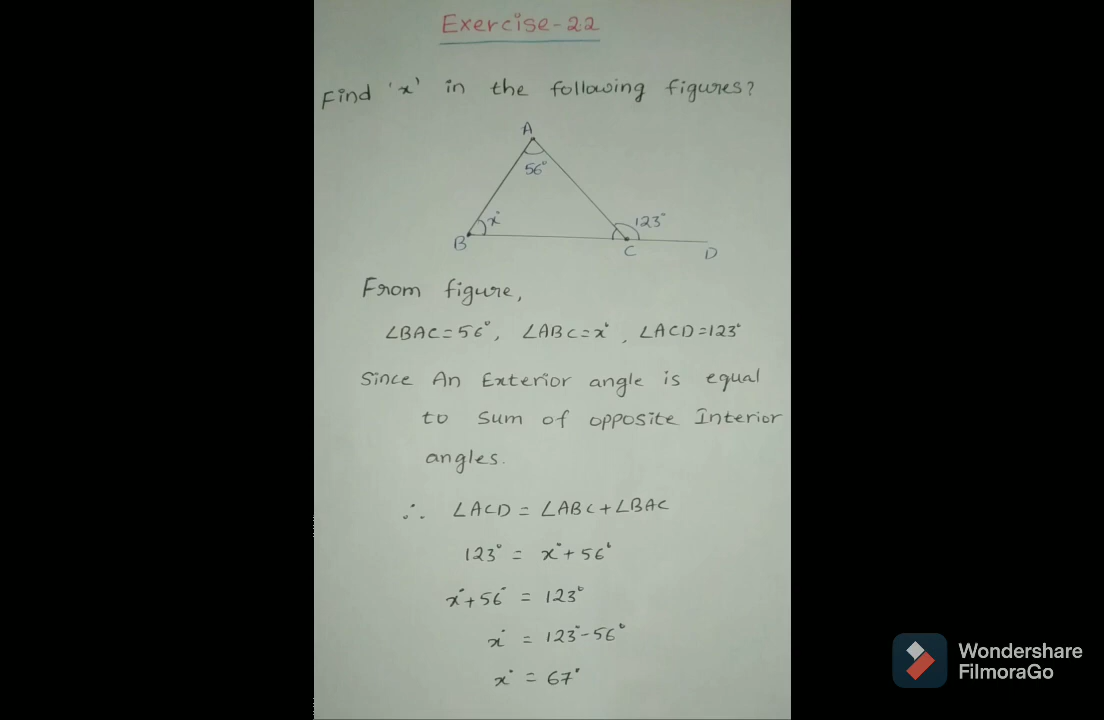 Exercise-22
Find 'x' in the following figures?
A
56°
x°
123°
B
C
D
From figure,
∠BAC=56°, ∠ABC=x°, ∠ACD=123°
Since An Exterior angle is equal
to sum of opposite Interior
angles.
∴ ∠ACD = ∠ABC+∠BAC
123° = x°+56°
x°+56° = 123°
x° = 123°-56°
x° = 67°
Wondershare
FilmoraGo